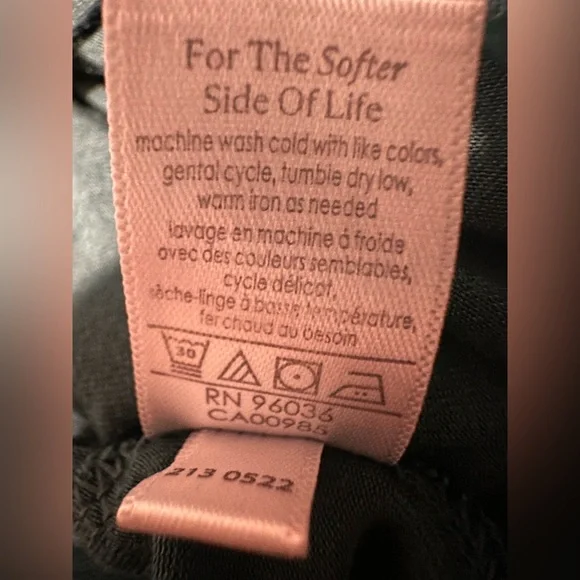 For The Softer
Side Of Life
machine wash cold with like colors,
gental cycle, tumble dry low,
warm iron as needed
lavage en machine à froide
avec des couleurs semblables,
cycle délicat,
sèche-linge à basse température,
fer chaud au besoin
30
RN 96036
CA00985
213 0522